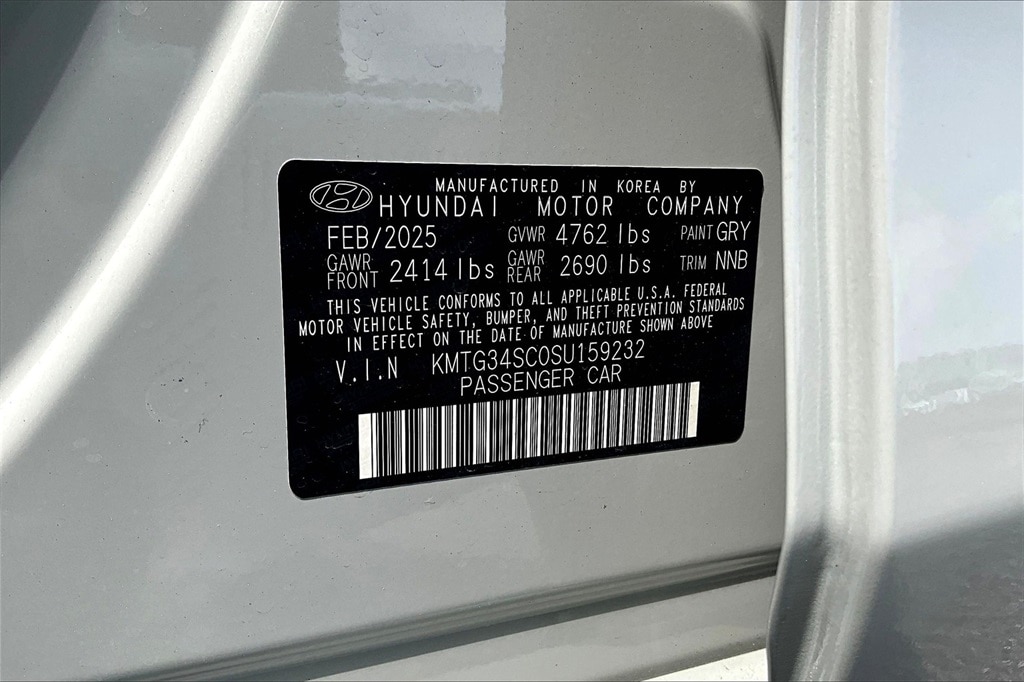 MANUFACTURED IN KOREA BY
HYUNDAI MOTOR COMPANY
FEB/2025 GVWR 4762 lbs PAINT GRY
GAWR FRONT 2414 lbs GAWR REAR 2690 lbs TRIM NNB
THIS VEHICLE CONFORMS TO ALL APPLICABLE U.S.A. FEDERAL
MOTOR VEHICLE SAFETY, BUMPER, AND THEFT PREVENTION STANDARDS
IN EFFECT ON THE DATE OF MANUFACTURE SHOWN ABOVE
V.I.N KMTG34SC0SU159232
PASSENGER CAR